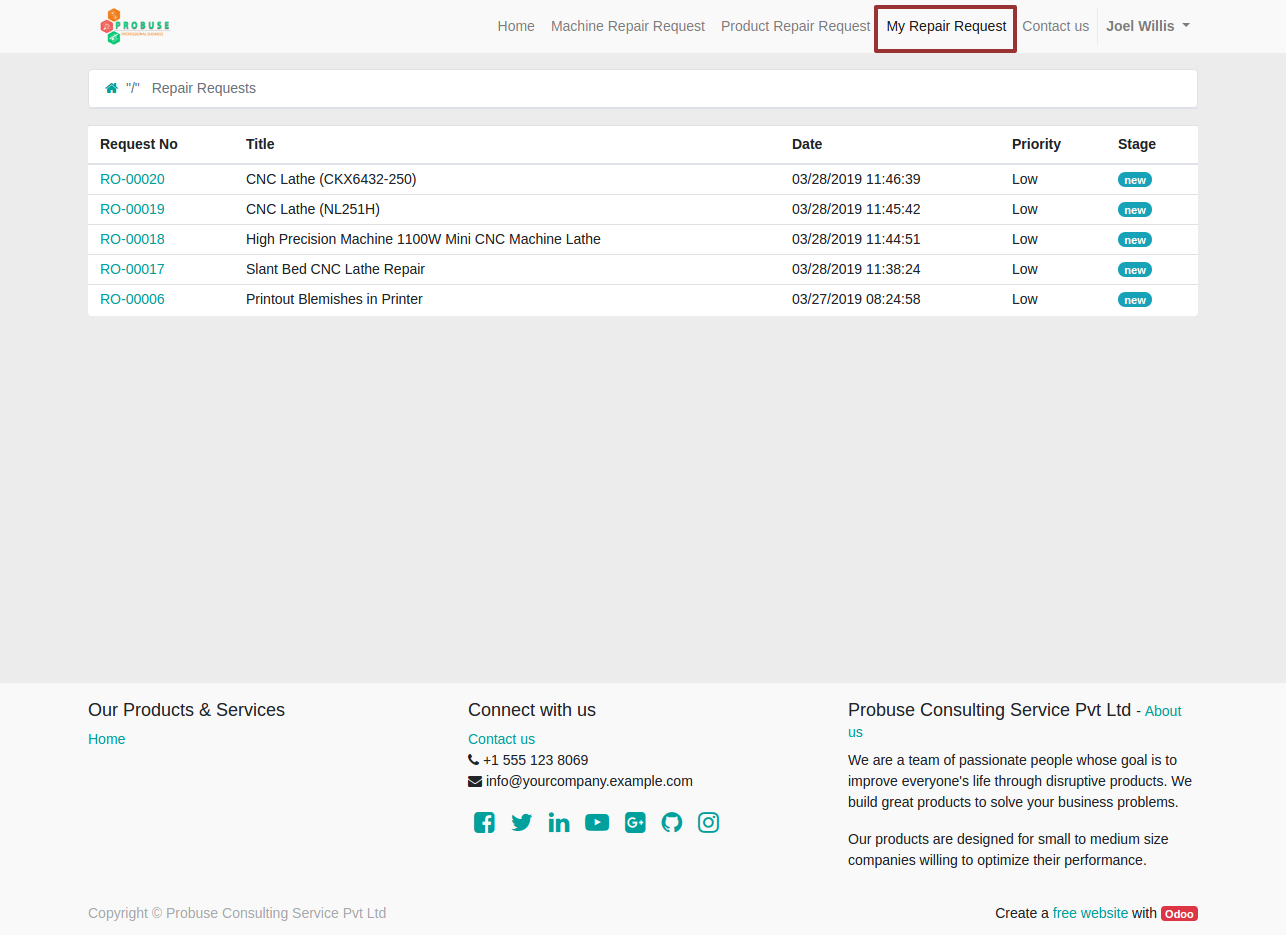 PROBUSE
Home Machine Repair Request Product Repair Request My Repair Request Contact us Joel Willis
"/" Repair Requests
Request No Title Date Priority Stage
RO-00020 CNC Lathe (CKX6432-250) 03/28/2019 11:46:39 Low new
RO-00019 CNC Lathe (NL251H) 03/28/2019 11:45:42 Low new
RO-00018 High Precision Machine 1100W Mini CNC Machine Lathe 03/28/2019 11:44:51 Low new
RO-00017 Slant Bed CNC Lathe Repair 03/28/2019 11:38:24 Low new
RO-00006 Printout Blemishes in Printer 03/27/2019 08:24:58 Low new
Our Products & Services
Home
Connect with us
Contact us
+1 555 123 8069
info@yourcompany.example.com
Probuse Consulting Service Pvt Ltd - About
us
We are a team of passionate people whose goal is to
improve everyone's life through disruptive products. We
build great products to solve your business problems.
Our products are designed for small to medium size
companies willing to optimize their performance.
Copyright © Probuse Consulting Service Pvt Ltd
Create a free website with Odoo